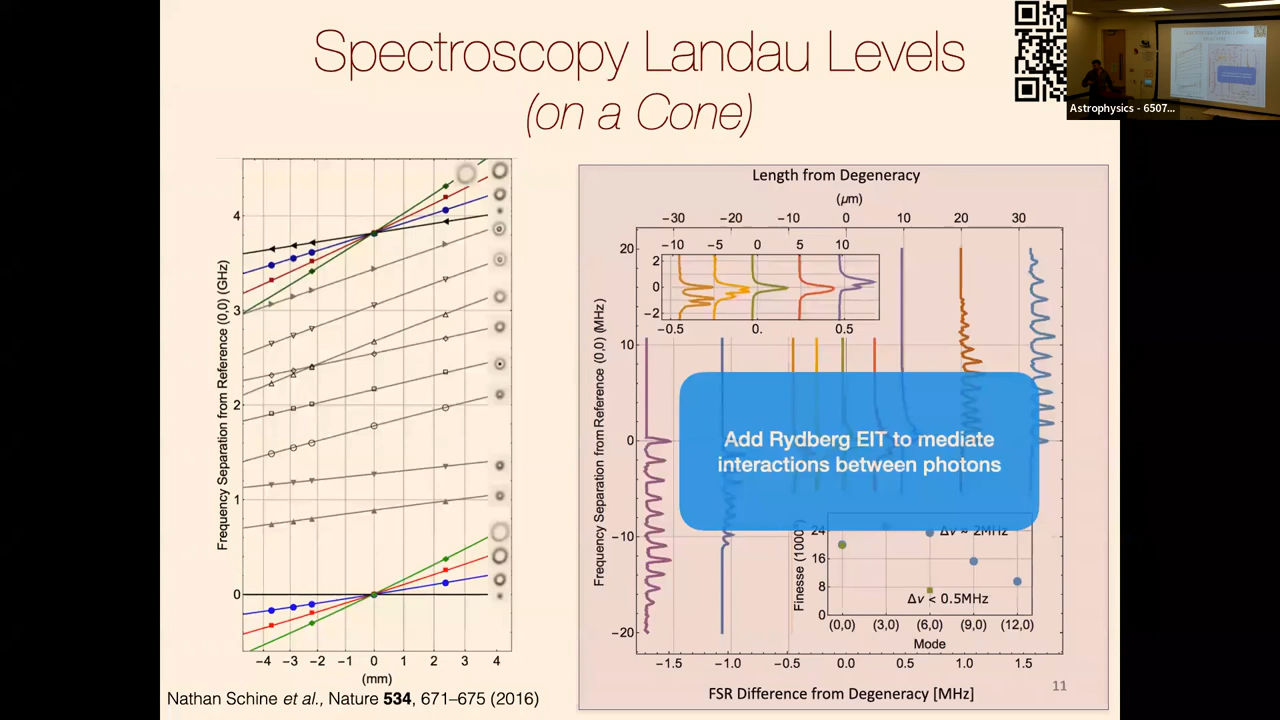 Spectroscopy Landau Levels
(on a Cone)
Astrophysics - 6507...
Frequency Separation from Reference (0,0) (GHz)
4
3
2
1
0
−4 −3 −2 −1 0 1 2 3 4
(mm)
Nathan Schine et al., Nature 534, 671–675 (2016)
Length from Degeneracy
(μm)
−30 −20 −10 0 10 20 30
Frequency Separation from Reference (0,0) (MHz)
20
10
0
−10
−20
−10 −5 0 5 10
2
0
−2
−0.5 0. 0.5
Add Rydberg EIT to mediate
interactions between photons
Finesse (1000
24
16
8
0
Δν ≈ 2MHz
Δν < 0.5MHz
(0,0) (3,0) (6,0) (9,0) (12,0)
Mode
−1.5 −1.0 −0.5 0.0 0.5 1.0 1.5
FSR Difference from Degeneracy [MHz]
11